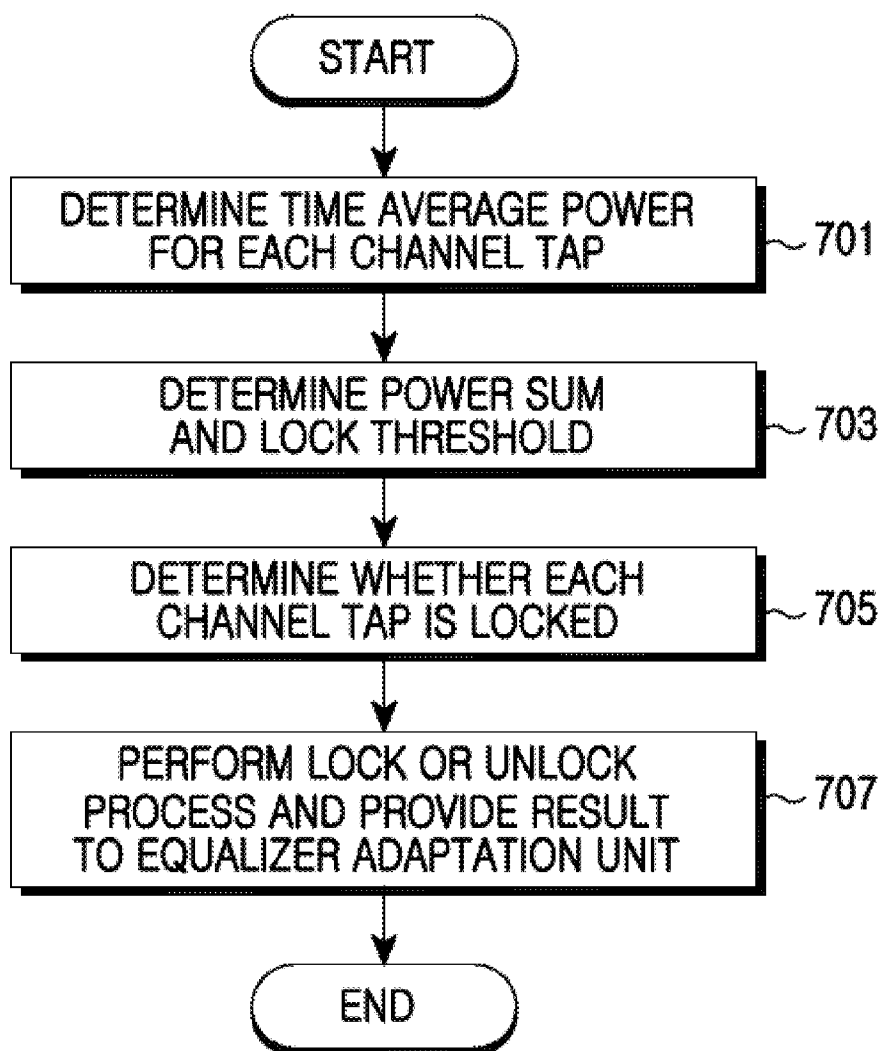 START
DETERMINE TIME AVERAGE POWER
FOR EACH CHANNEL TAP
701
DETERMINE POWER SUM
AND LOCK THRESHOLD
703
DETERMINE WHETHER EACH
CHANNEL TAP IS LOCKED
705
PERFORM LOCK OR UNLOCK
PROCESS AND PROVIDE RESULT
TO EQUALIZER ADAPTATION UNIT
707
END